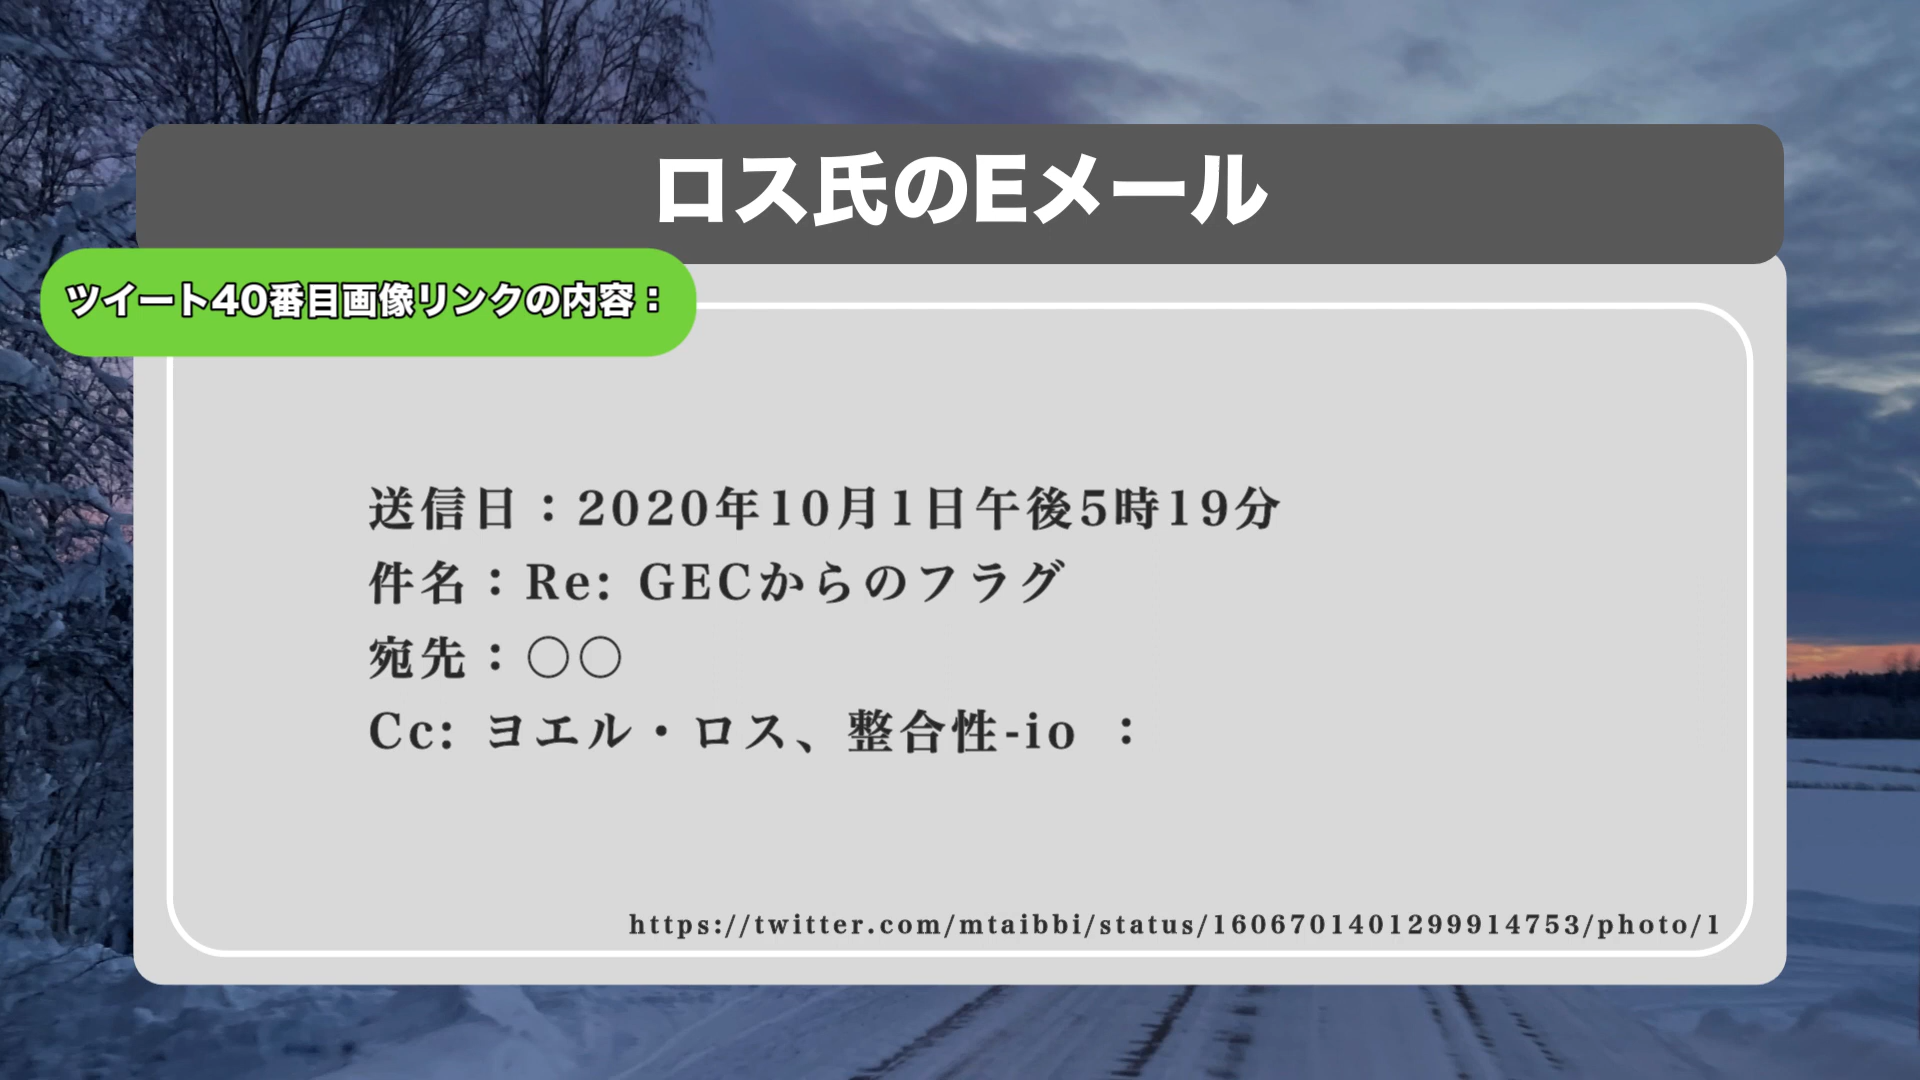 ロス氏のEメール
ツイート40番目画像リンクの内容：
送信日：2020年10月1日午後5時19分
件名：Re: GECからのフラグ
宛先：〇〇
Cc: ヨエル・ロス、整合性-io ：
https://twitter.com/mtaibbi/status/1606701401299914753/photo/1